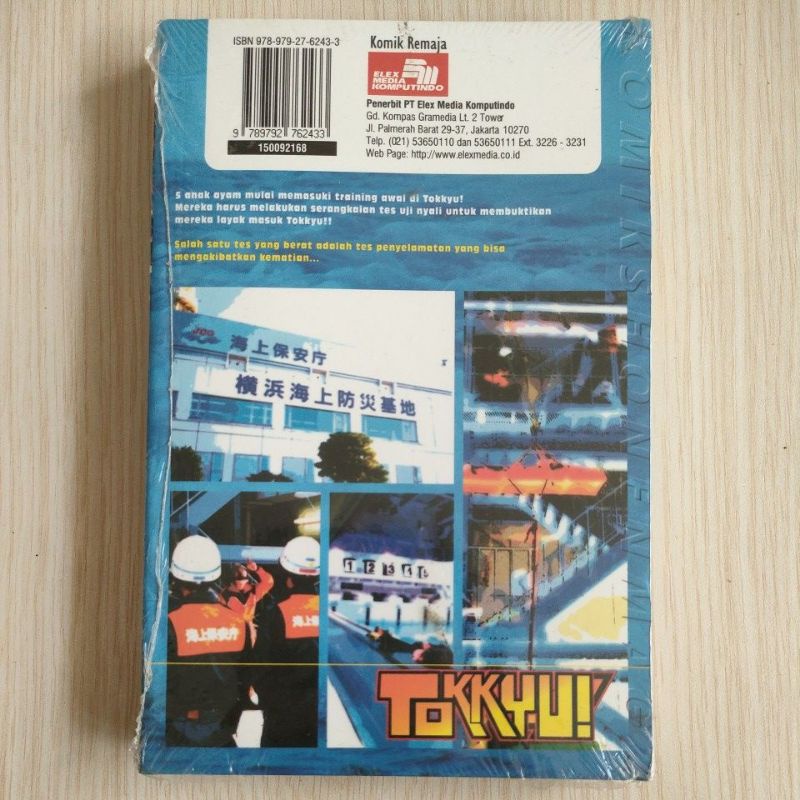 ISBN 978-979-27-6243-3
9 789792 762433
150092168
Komik Remaja
ELEX
MEDIA
KOMPUTINDO
Penerbit PT Elex Media Komputindo
Gd. Kompas Gramedia Lt. 2 Tower
Jl. Palmerah Barat 29-37, Jakarta 10270
Telp. (021) 53650110 dan 53650111 Ext. 3226 - 3231
Web Page: http://www.elexmedia.co.id
5 anak ayam mulai memasuki training awal di Tokkyu!
Mereka harus melakukan serangkaian tes uji nyali untuk membuktikan
mereka layak masuk Tokkyu!!
Salah satu tes yang berat adalah tes penyelamatan yang bisa
mengakibatkan kematian...
海上保安庁
横浜海上防災基地
1 2 3 4 5
海上保安庁
海上保
TOKKYU!